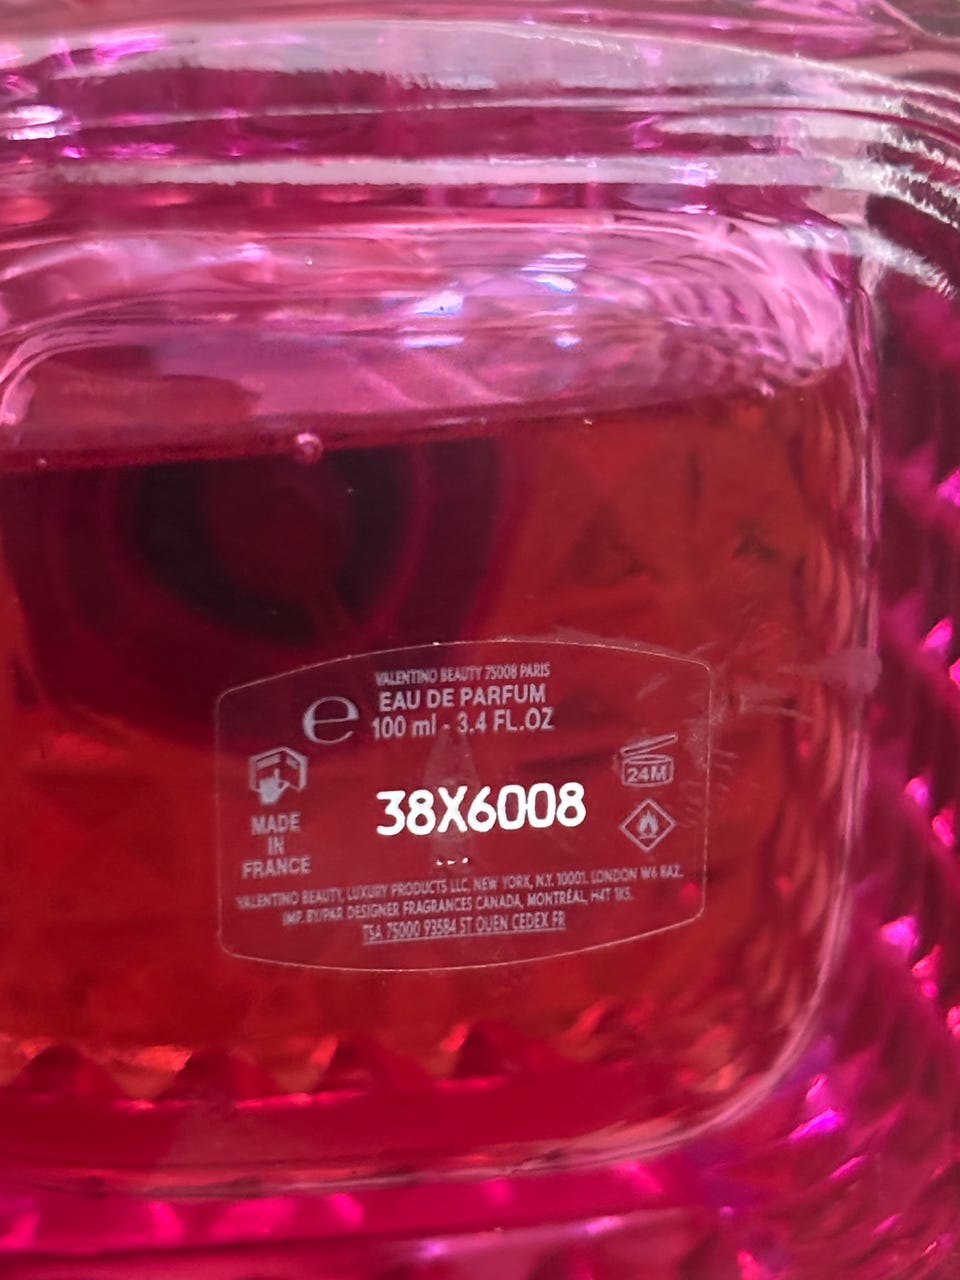 VALENTINO BEAUTY 75008 PARIS
EAU DE PARFUM
e 100 ml - 3.4 FL.OZ
24M
38X6008
MADE
IN
FRANCE
VALENTINO BEAUTY, LUXURY PRODUCTS LLC, NEW YORK, N.Y. 10001. LONDON W6 8AZ.
IMP. BY/PAR DESIGNER FRAGRANCES CANADA, MONTRÉAL, H4T 1K5.
TSA 75000 93584 ST OUEN CEDEX FR